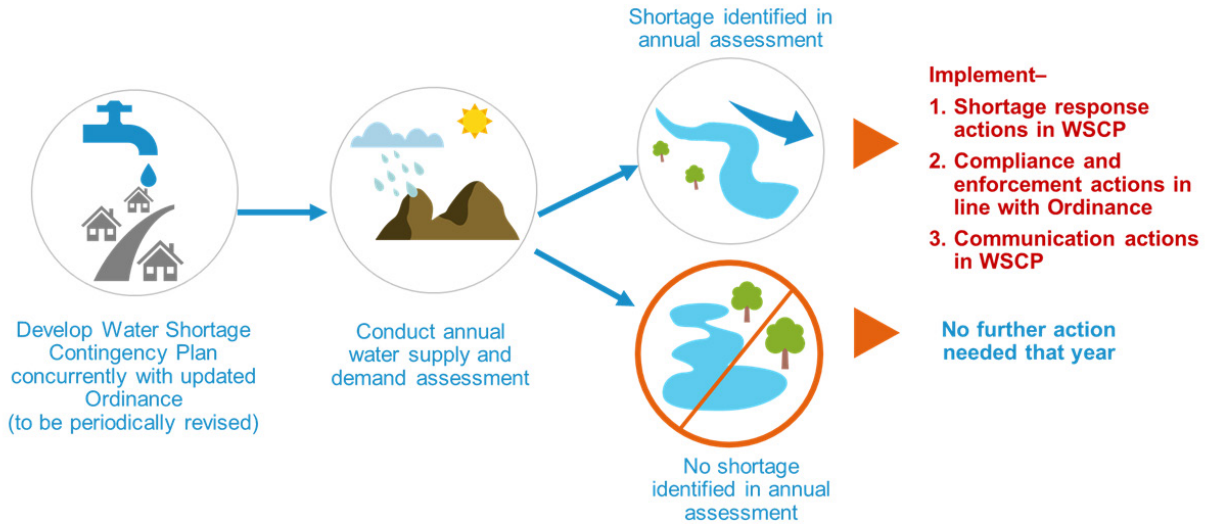 Develop Water Shortage
Contingency Plan
concurrently with updated
Ordinance
(to be periodically revised)
Conduct annual
water supply and
demand assessment
Shortage identified in
annual assessment
Implement–
1. Shortage response
actions in WSCP
2. Compliance and
enforcement actions in
line with Ordinance
3. Communication actions
in WSCP
No shortage
identified in annual
assessment
No further action
needed that year